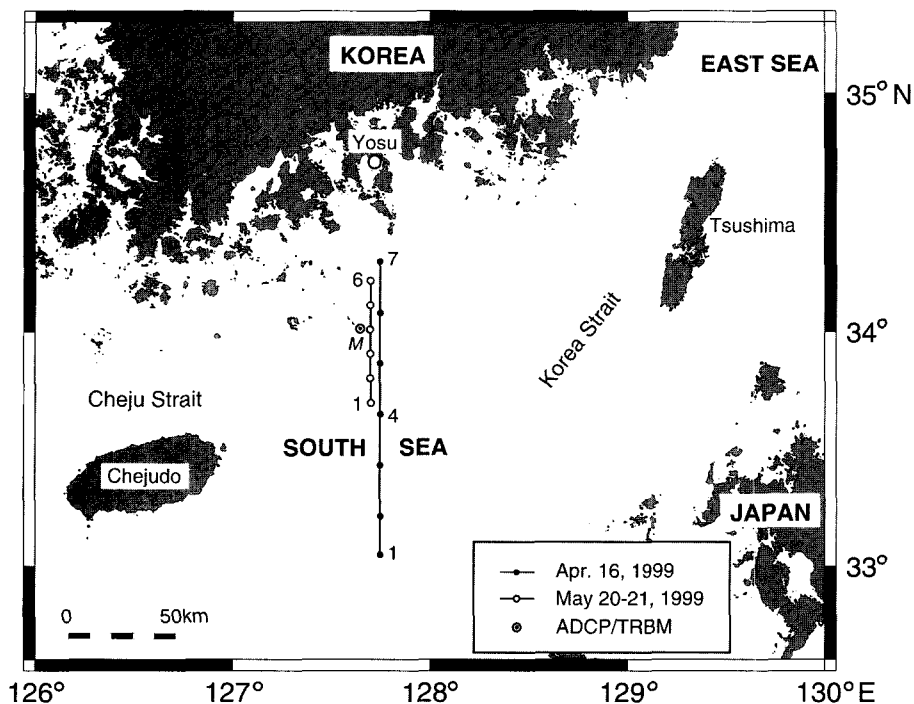 KOREA
EAST SEA
35° N
Yosu
Tsushima
7
6
34°
M
Korea Strait
1
4
Cheju Strait
SOUTH SEA
Chejudo
JAPAN
1
33°
Apr. 16, 1999
May 20-21, 1999
ADCP/TRBM
0 50km
126° 127° 128° 129° 130° E